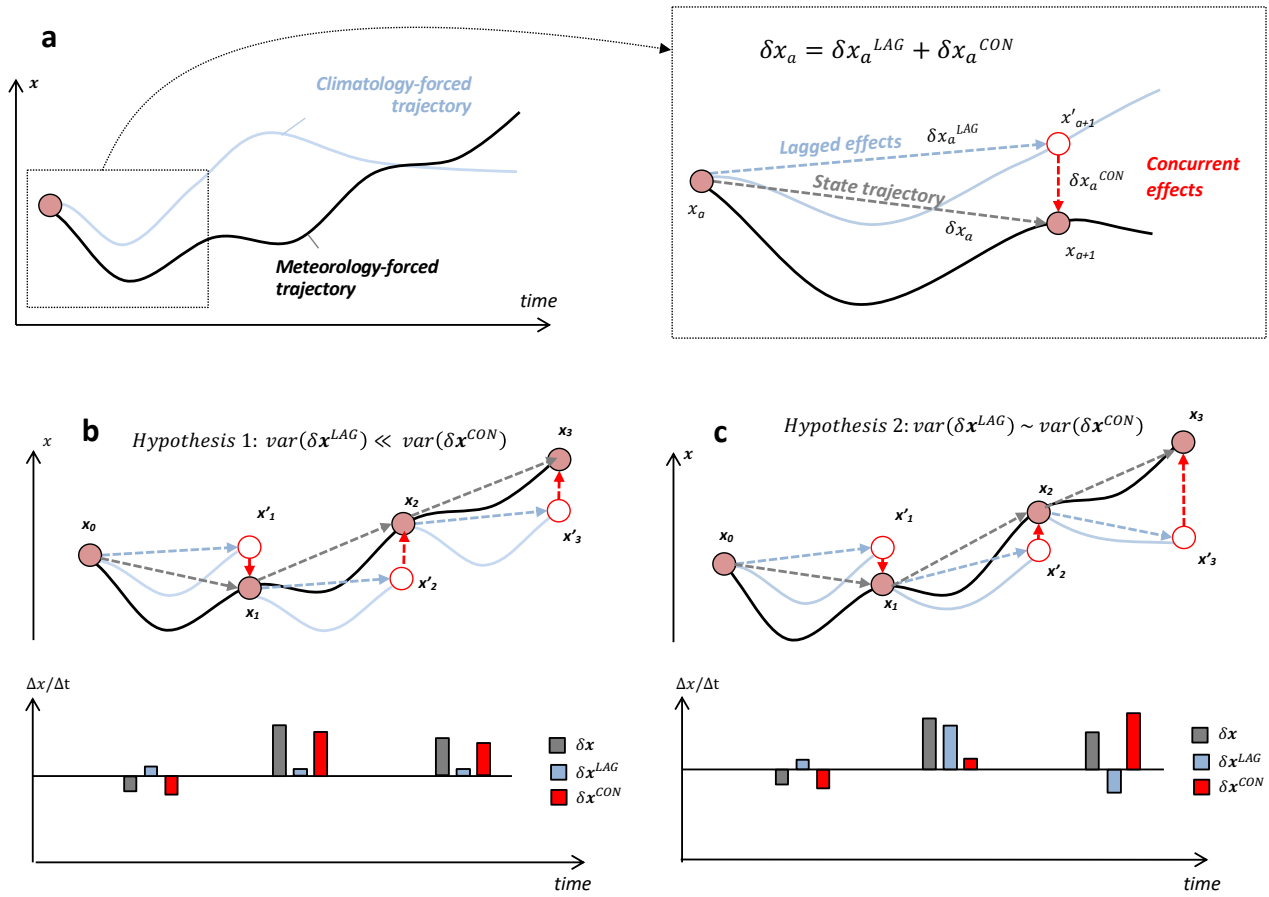 a
x
Climatology-forced
trajectory
Meteorology-forced
trajectory
time
δxₐ = δxₐᴸᴬᴳ + δxₐᶜᴼᴺ
x'ₐ₊₁
Lagged effects
δxₐᴸᴬᴳ
State trajectory
δxₐᶜᴼᴺ
Concurrent
effects
xₐ
δxₐ
xₐ₊₁
b
x
Hypothesis 1: var(δxᴸᴬᴳ) ≪ var(δxᶜᴼᴺ)
x₃
x₂
x'₁
x₀
x'₃
x'₂
x₁
Δx/Δt
δx
δxᴸᴬᴳ
δxᶜᴼᴺ
time
c
x
Hypothesis 2: var(δxᴸᴬᴳ) ~ var(δxᶜᴼᴺ)
x₃
x₂
x'₁
x₀
x'₃
x'₂
x₁
Δx/Δt
δx
δxᴸᴬᴳ
δxᶜᴼᴺ
time